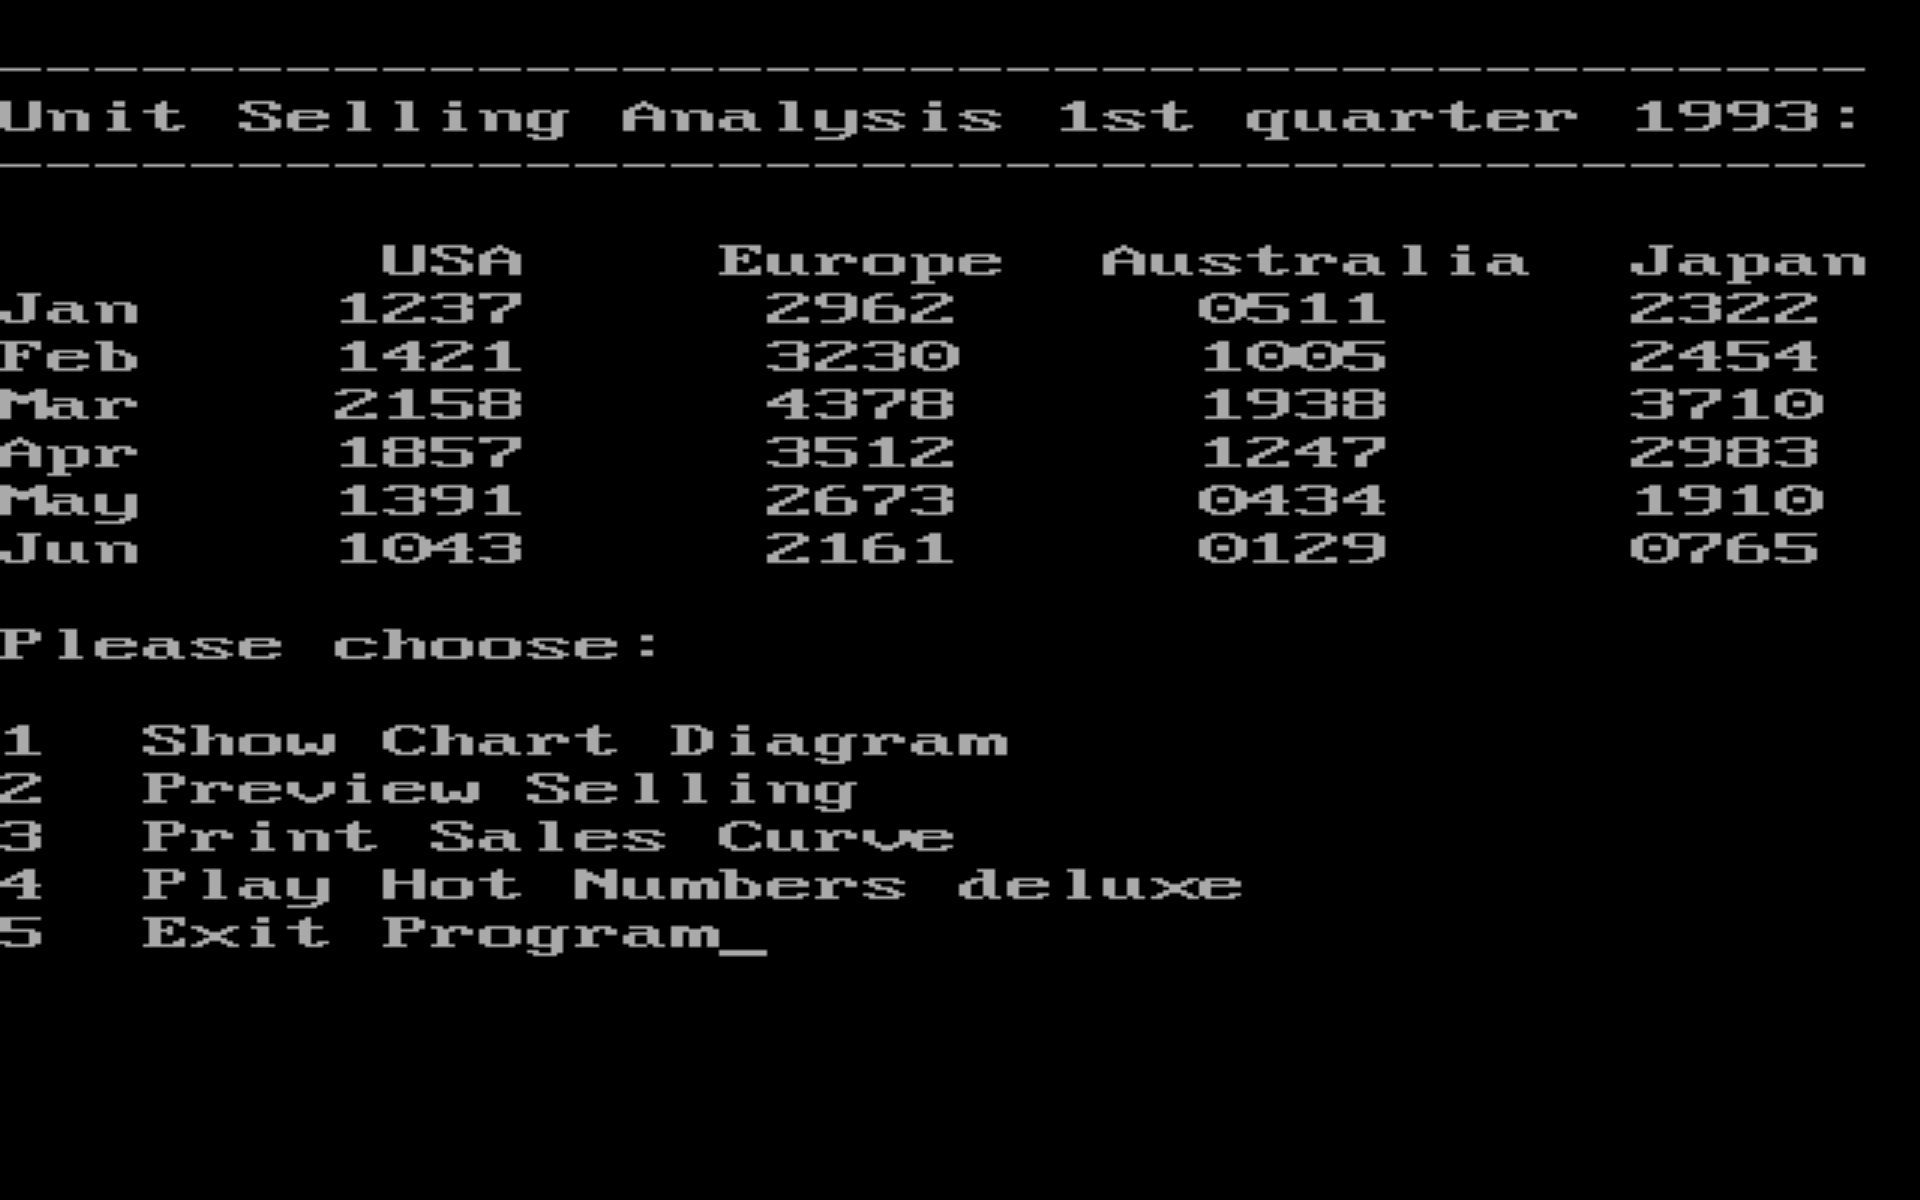 ---------------------------------------
Unit Selling Analysis 1st quarter 1993:
---------------------------------------
USA Europe Australia Japan
Jan 1237 2962 0511 2322
Feb 1421 3230 1005 2454
Mar 2158 4378 1938 3710
Apr 1857 3512 1247 2983
May 1391 2673 0434 1910
Jun 1043 2161 0129 0765
Please choose:
1 Show Chart Diagram
2 Preview Selling
3 Print Sales Curve
4 Play Hot Numbers deluxe
5 Exit Program_